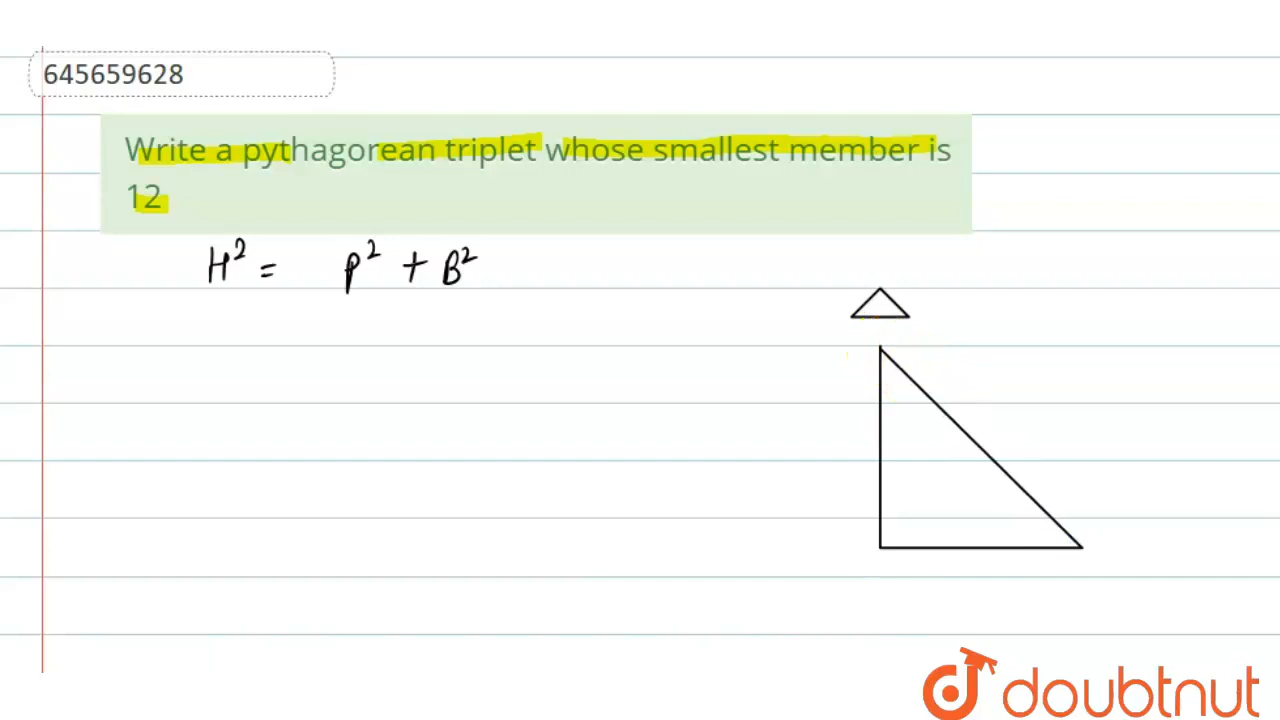 645659628
Write a pythagorean triplet whose smallest member is
12
H² = P² + B²
doubtnut